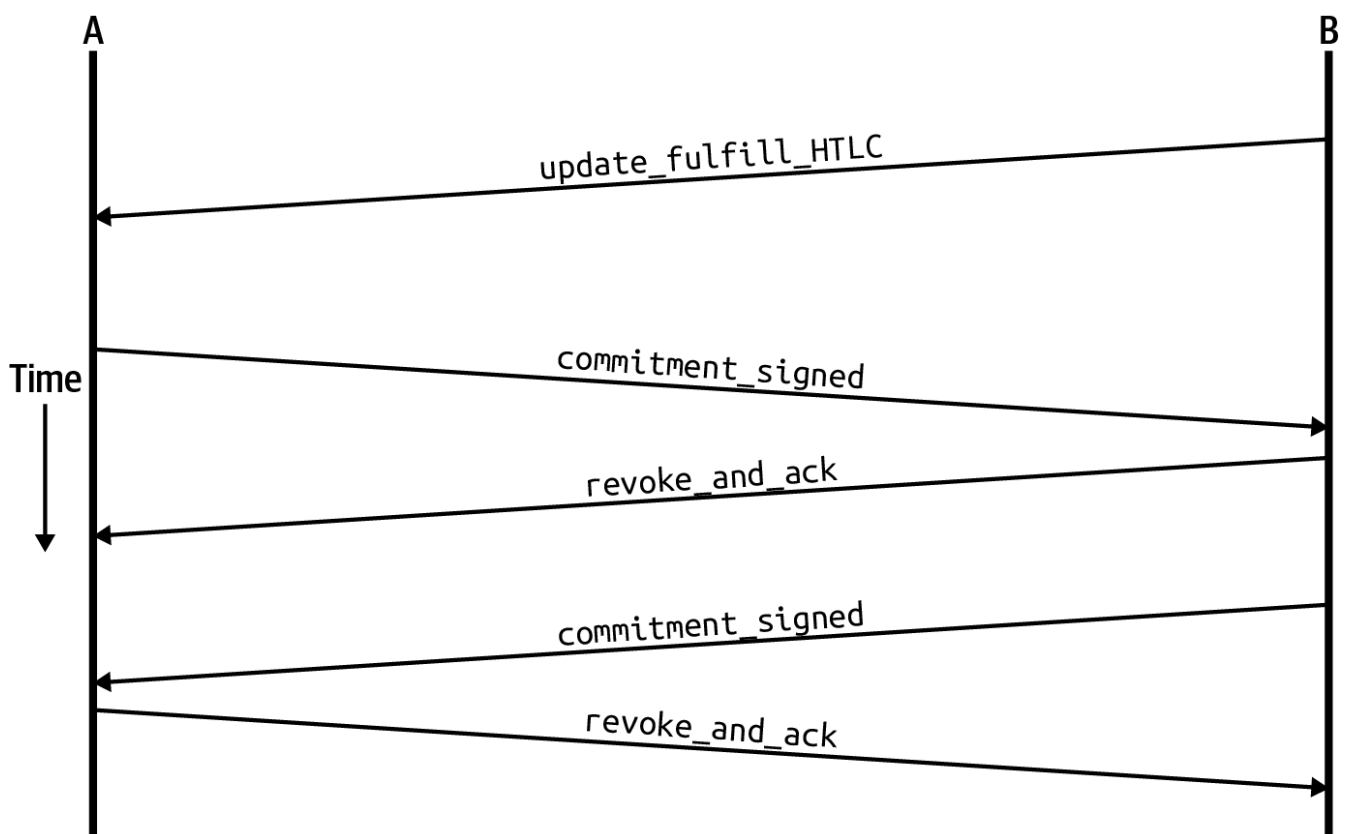 A
B
update_fulfill_HTLC
commitment_signed
Time
revoke_and_ack
commitment_signed
revoke_and_ack